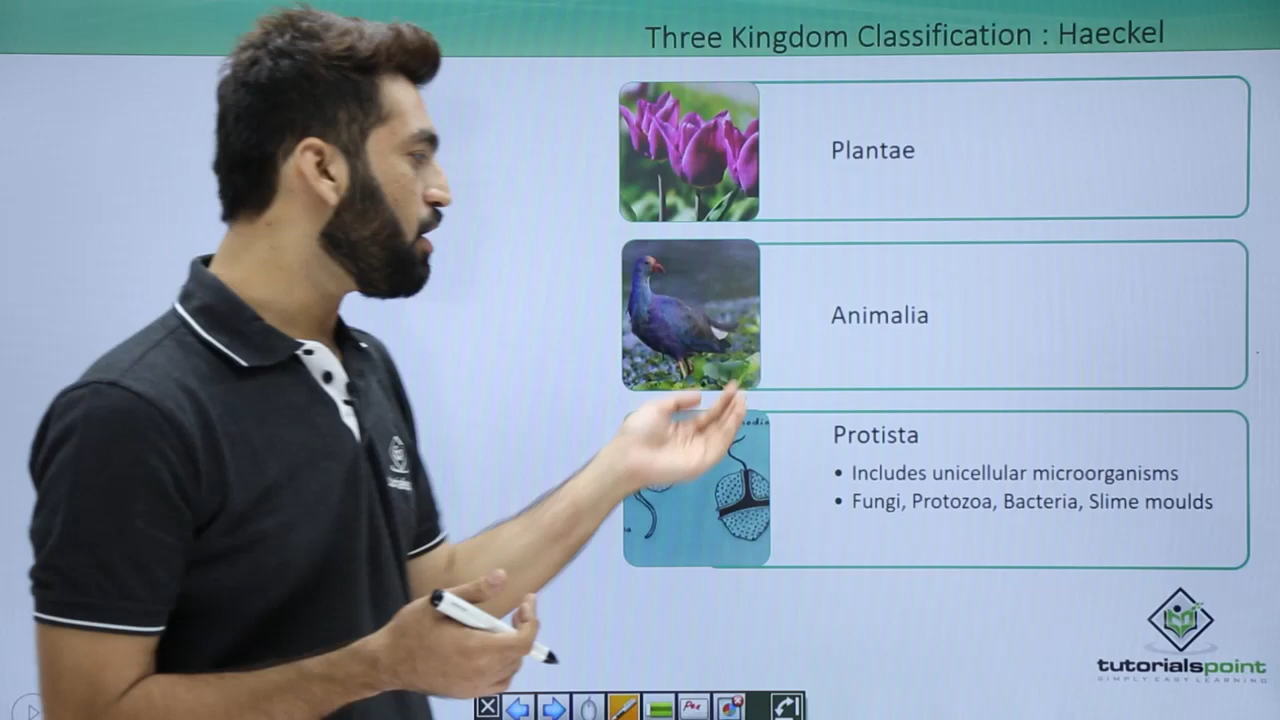 Three Kingdom Classification : Haeckel
Plantae
Animalia
Protista
• Includes unicellular microorganisms
• Fungi, Protozoa, Bacteria, Slime moulds
tutorialspoint
SIMPLY EASY LEARNING